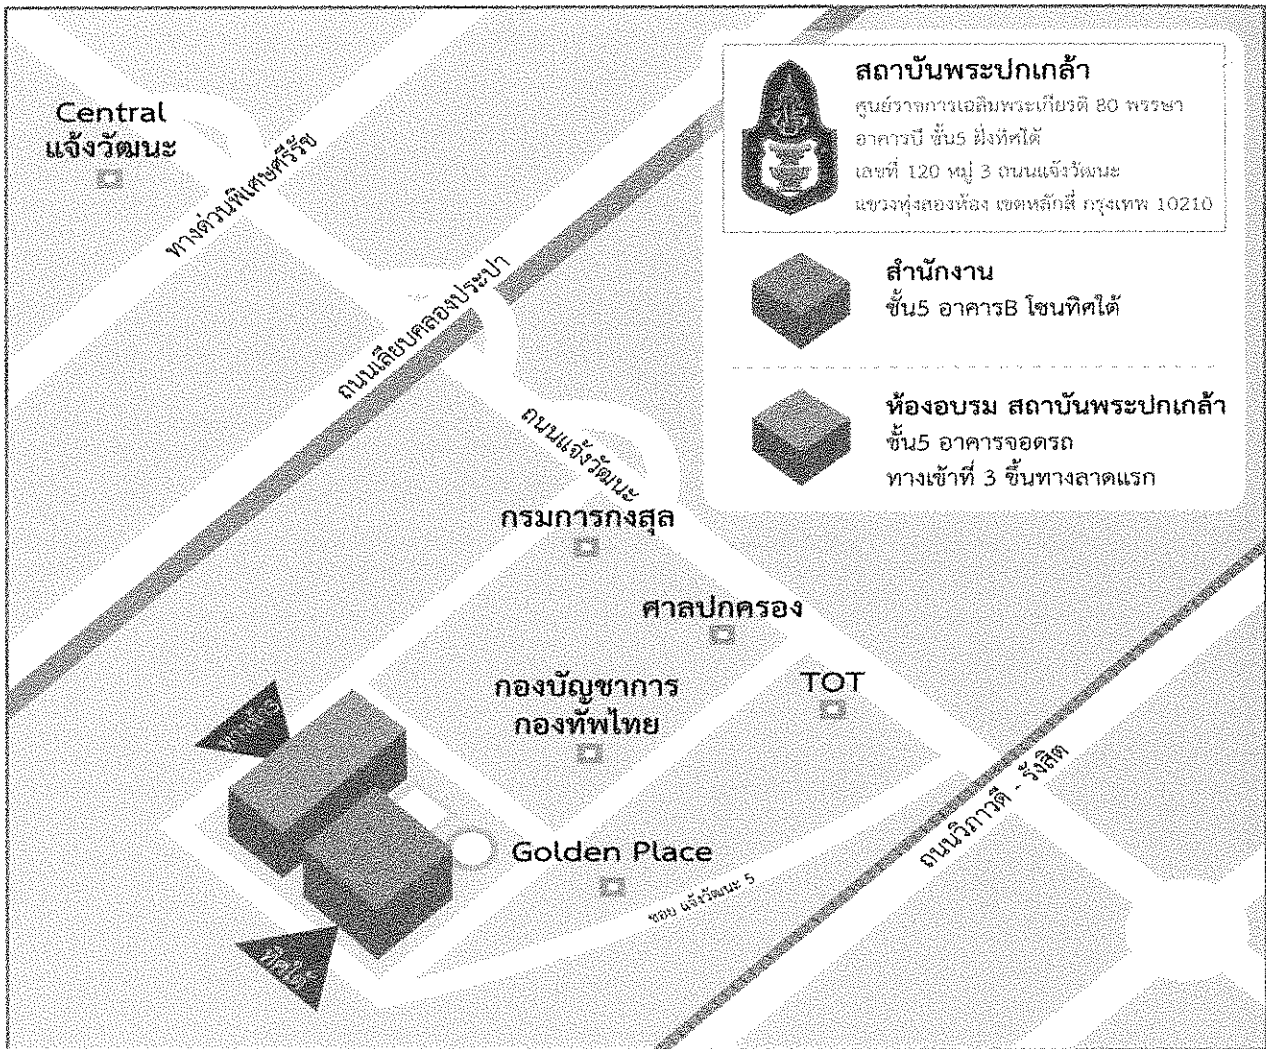 สถาบันพระปกเกล้า
ศูนย์ราชการเฉลิมพระเกียรติ 80 พรรษา
อาคารบี ชั้น5 ฝั่งทิศใต้
เลขที่ 120 หมู่ 3 ถนนแจ้งวัฒนะ
แขวงทุ่งสองห้อง เขตหลักสี่ กรุงเทพ 10210
สำนักงาน
ชั้น5 อาคารB โซนทิศใต้
ห้องอบรม สถาบันพระปกเกล้า
ชั้น5 อาคารจอดรถ
ทางเข้าที่ 3 ขึ้นทางลาดแรก
Central
แจ้งวัฒนะ
ทางด่วนพิเศษศรีรัช
ถนนเลียบคลองประปา
ถนนแจ้งวัฒนะ
กรมการกงสุล
ศาลปกครอง
กองบัญชาการ
กองทัพไทย
TOT
ถนนวิภาวดี - รังสิต
Golden Place
ซอย แจ้งวัฒนะ 5
ทิศใต้